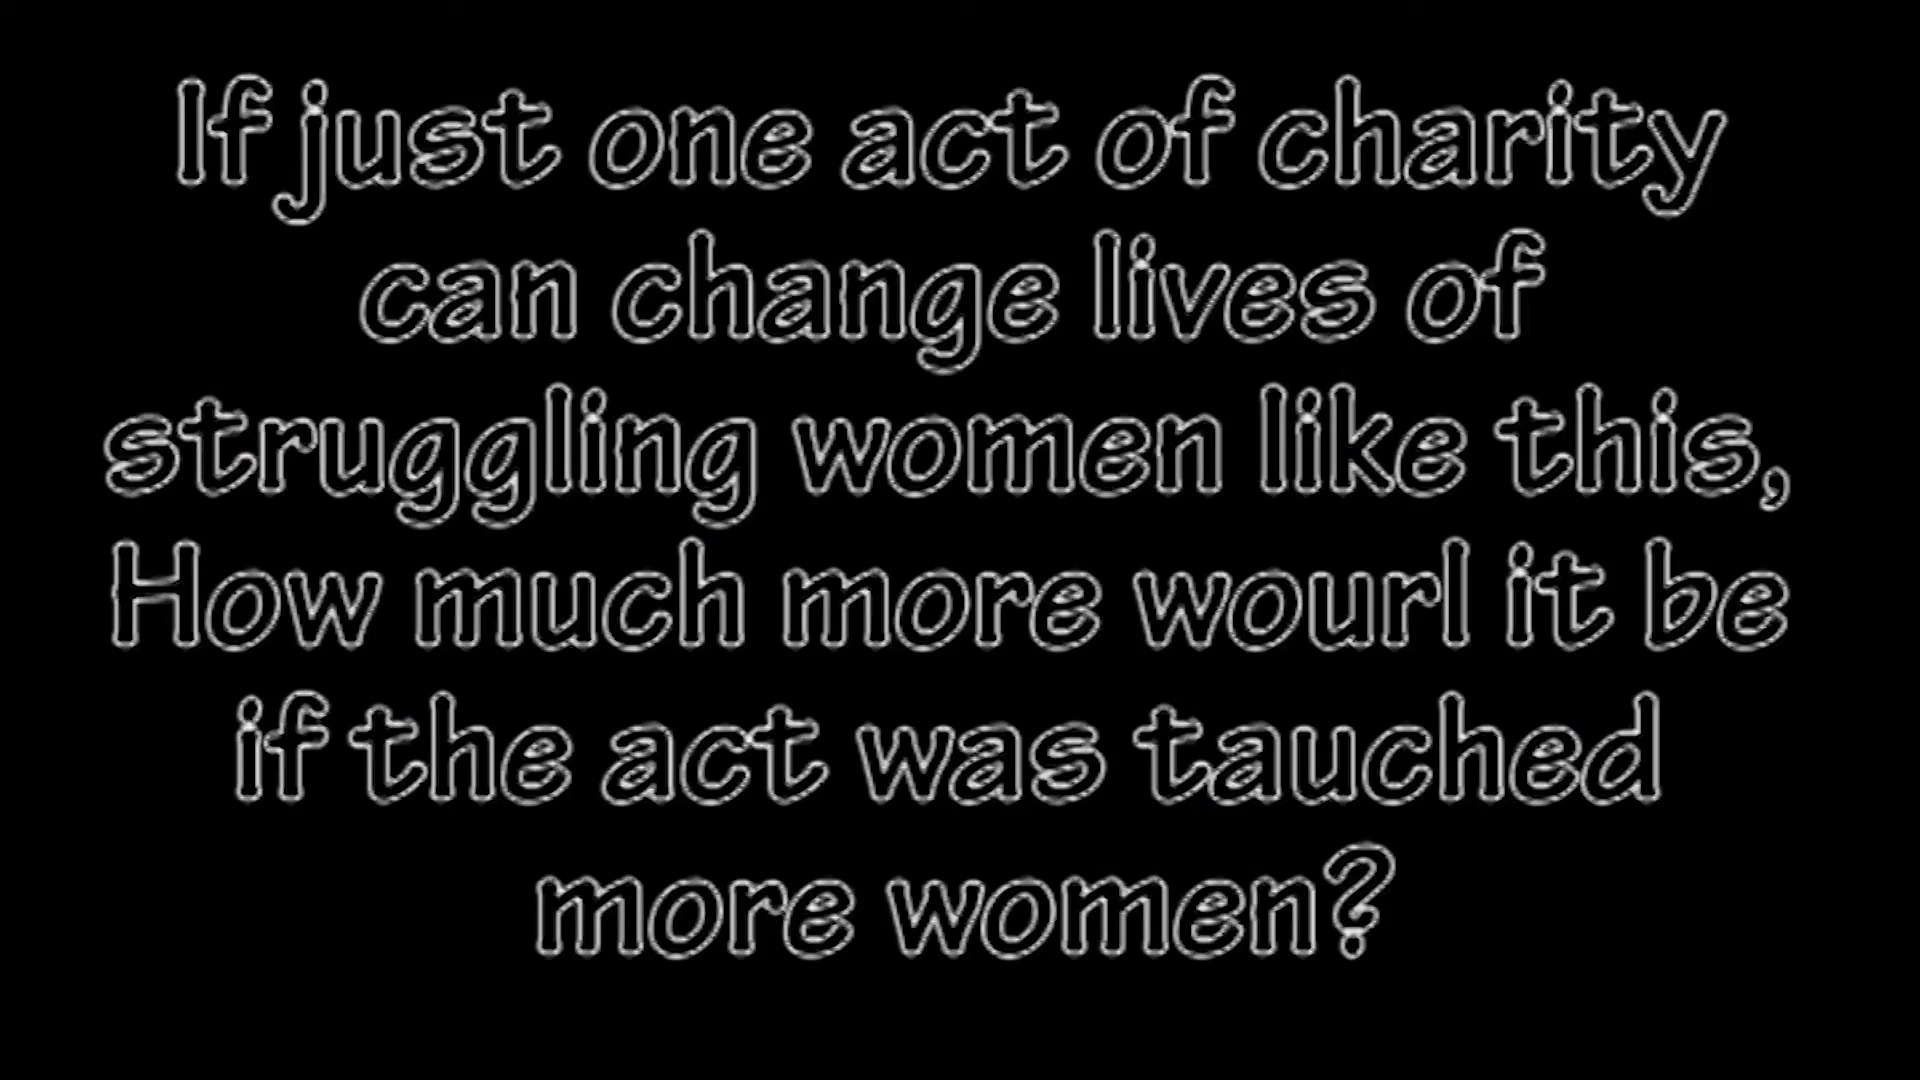 If just one act of charity
can change lives of
struggling women like this,
How much more wourl it be
if the act was tauched
more women?